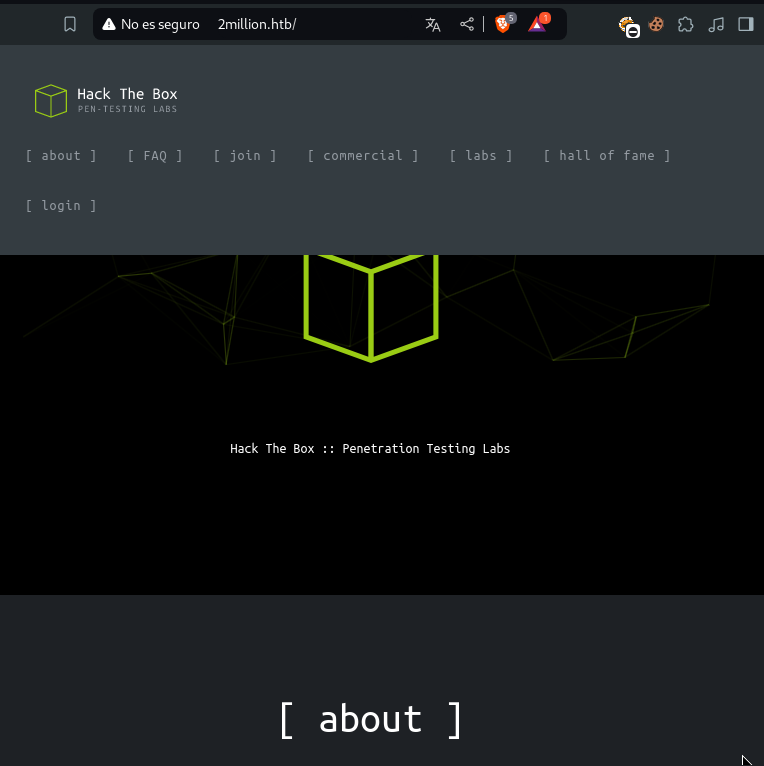 No es seguro 2million.htb/
5
1
Hack The Box
PEN-TESTING LABS
[ about ] [ FAQ ] [ join ] [ commercial ] [ labs ] [ hall of fame ]
[ login ]
Hack The Box :: Penetration Testing Labs
[ about ]